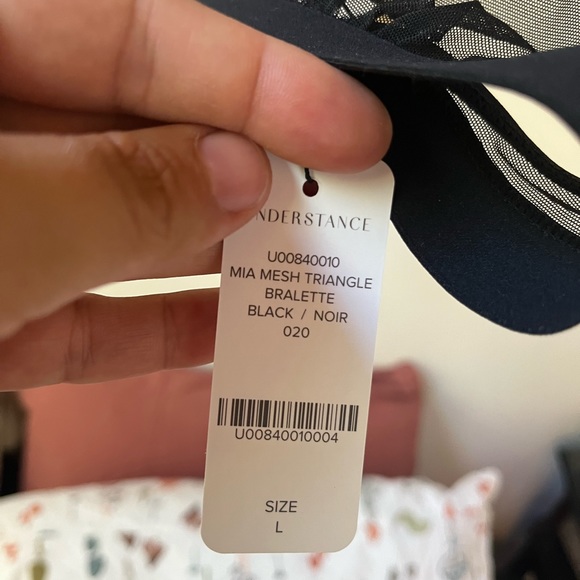 NDERSTANCE
U00840010
MIA MESH TRIANGLE
BRALETTE
BLACK / NOIR
020
U00840010004
SIZE
L